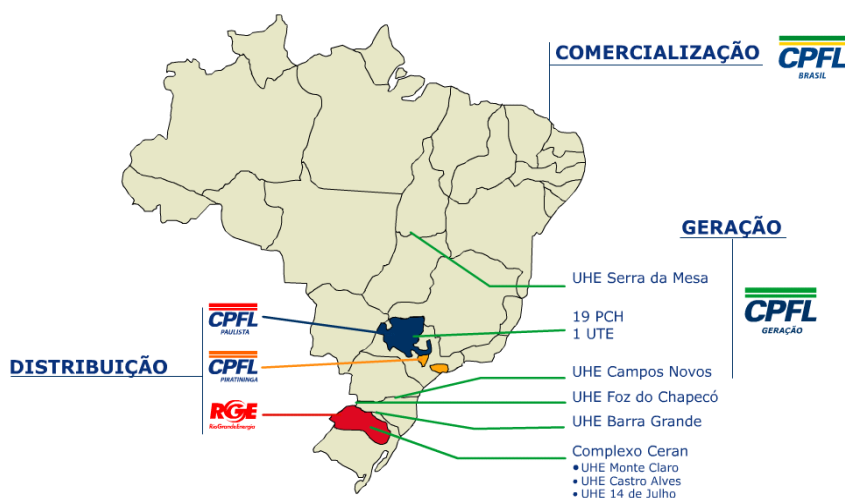 COMERCIALIZAÇÃO
CPFL
BRASIL
GERAÇÃO
UHE Serra da Mesa
19 PCH
1 UTE
CPFL
GERAÇÃO
CPFL
PAULISTA
DISTRIBUIÇÃO
CPFL
PIRATININGA
RGE
RioGrandeEnergia
UHE Campos Novos
UHE Foz do Chapecó
UHE Barra Grande
Complexo Ceran
• UHE Monte Claro
• UHE Castro Alves
• UHE 14 de Julho